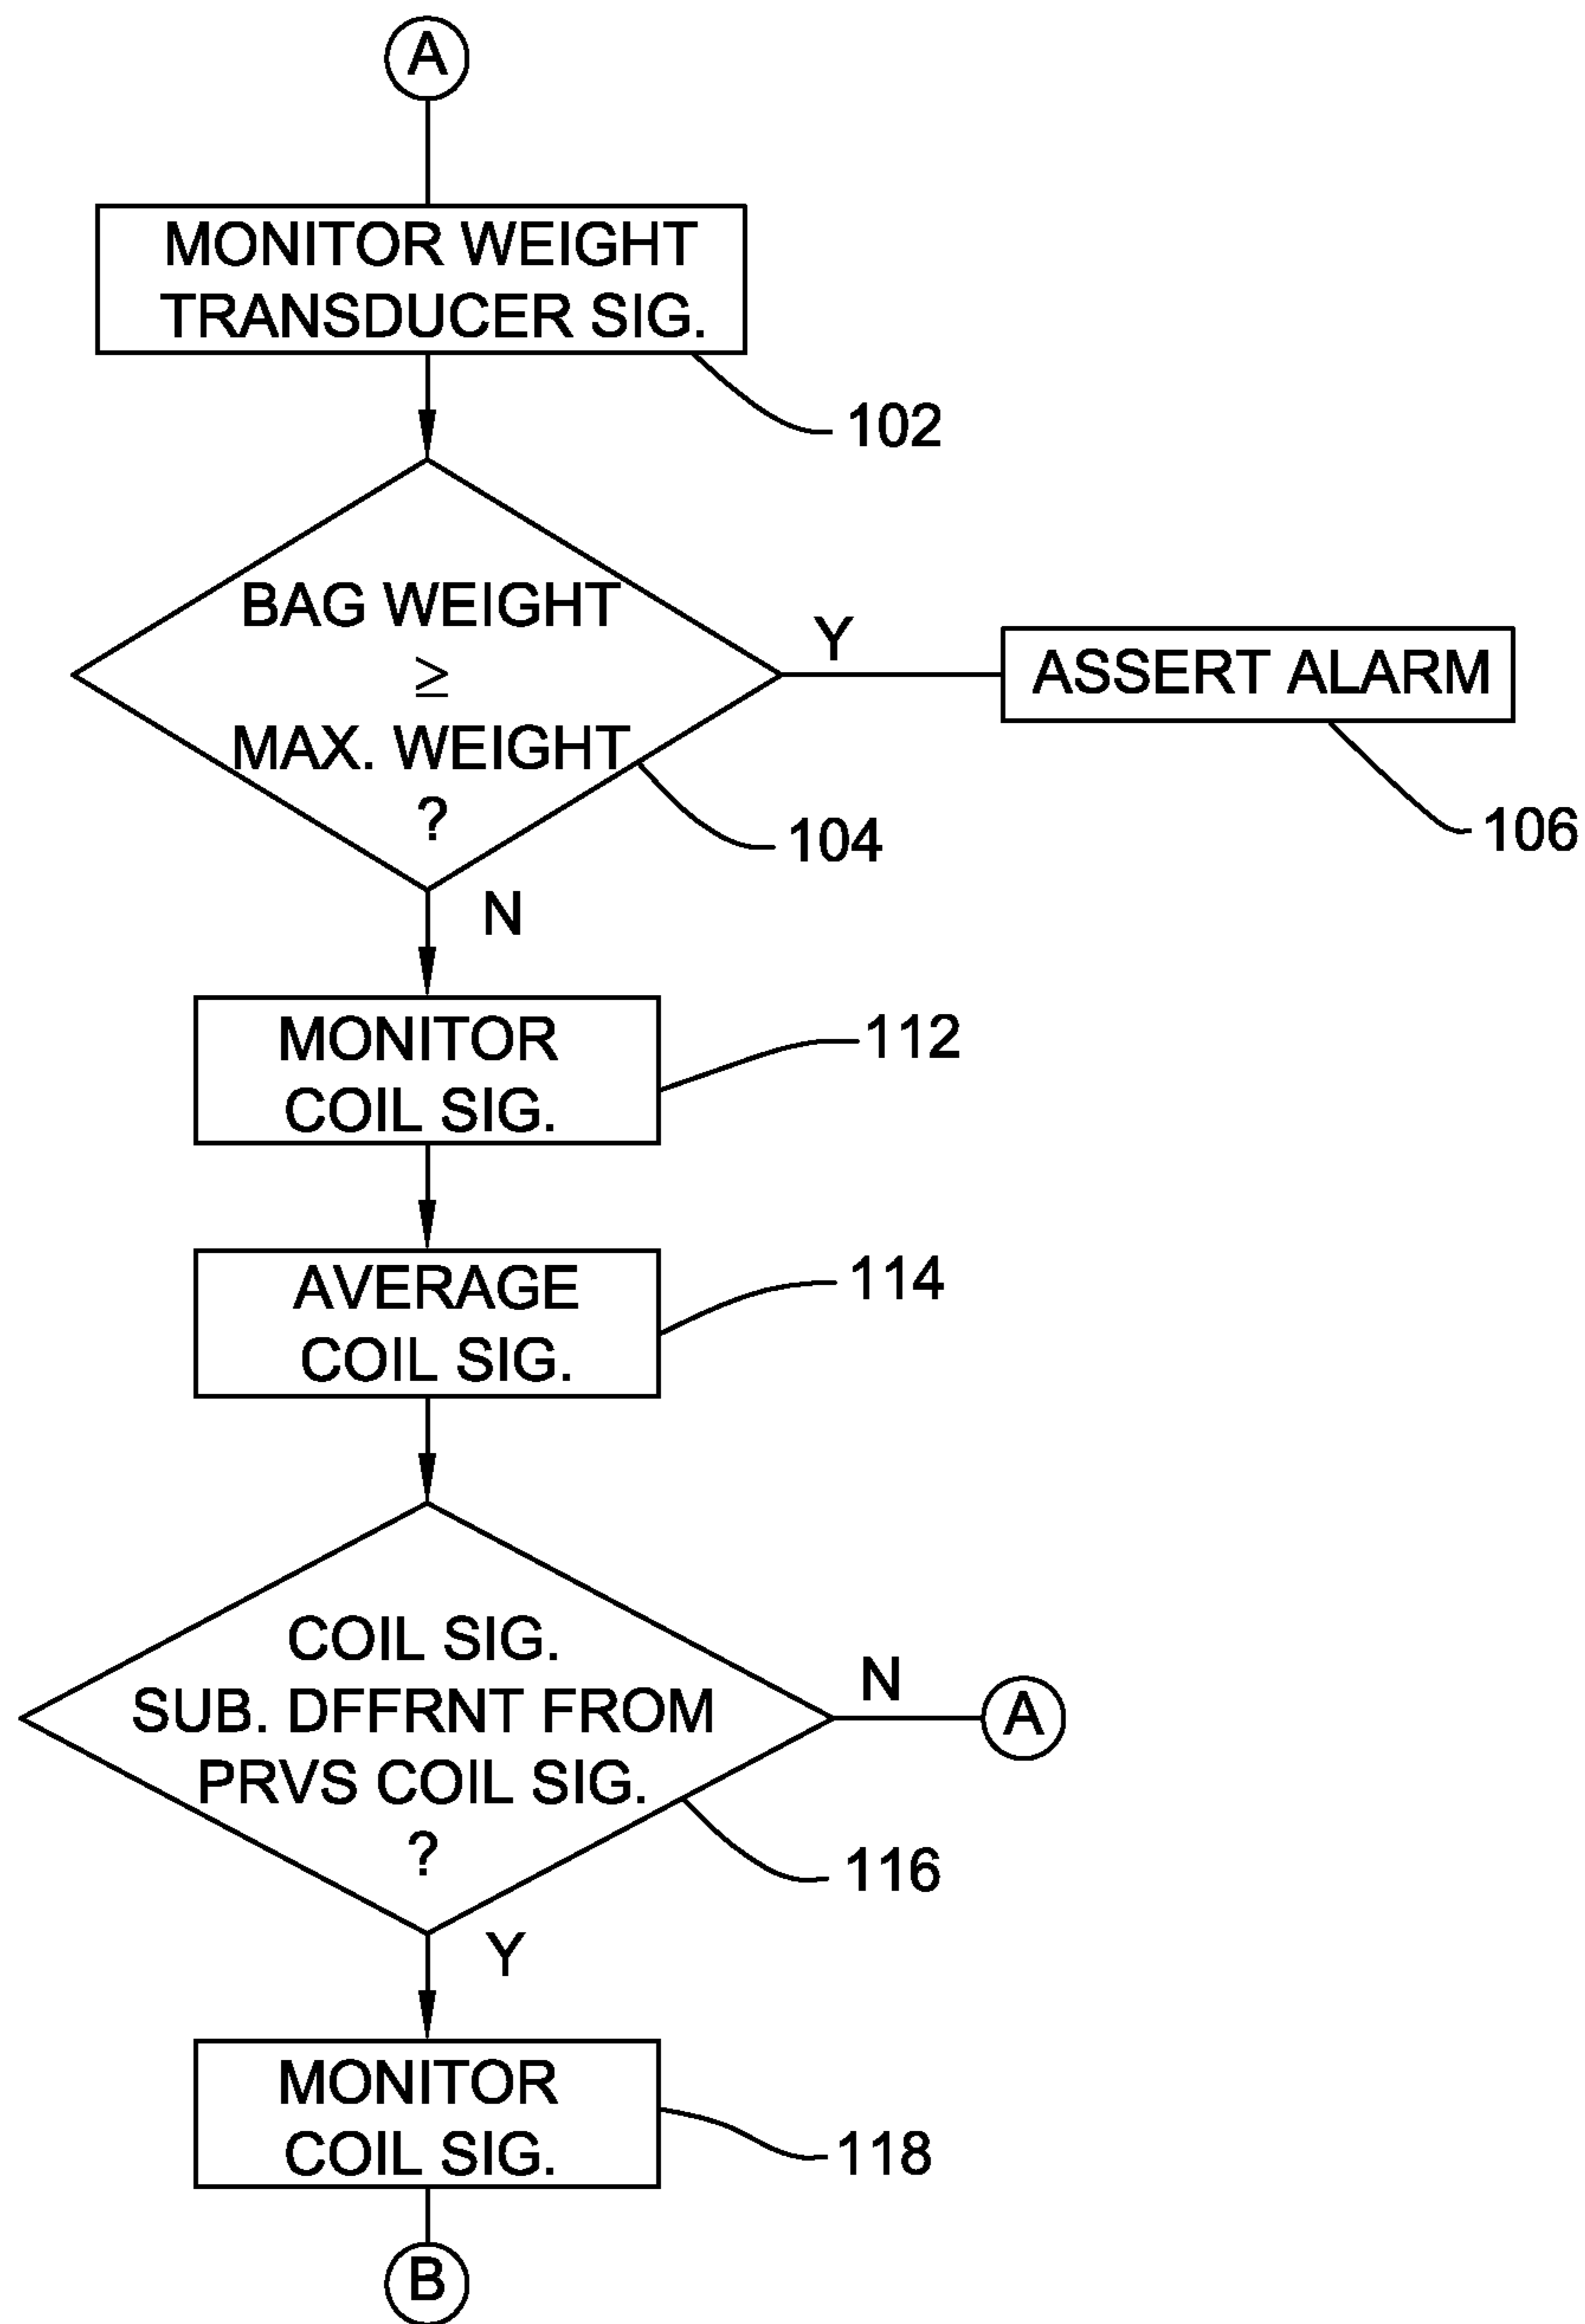 A
MONITOR WEIGHT
TRANSDUCER SIG.
102
BAG WEIGHT
≥
MAX. WEIGHT
?
104
Y
ASSERT ALARM
106
N
MONITOR
COIL SIG.
112
AVERAGE
COIL SIG.
114
COIL SIG.
SUB. DFFRNT FROM
PRVS COIL SIG.
?
116
N
A
Y
MONITOR
COIL SIG.
118
B